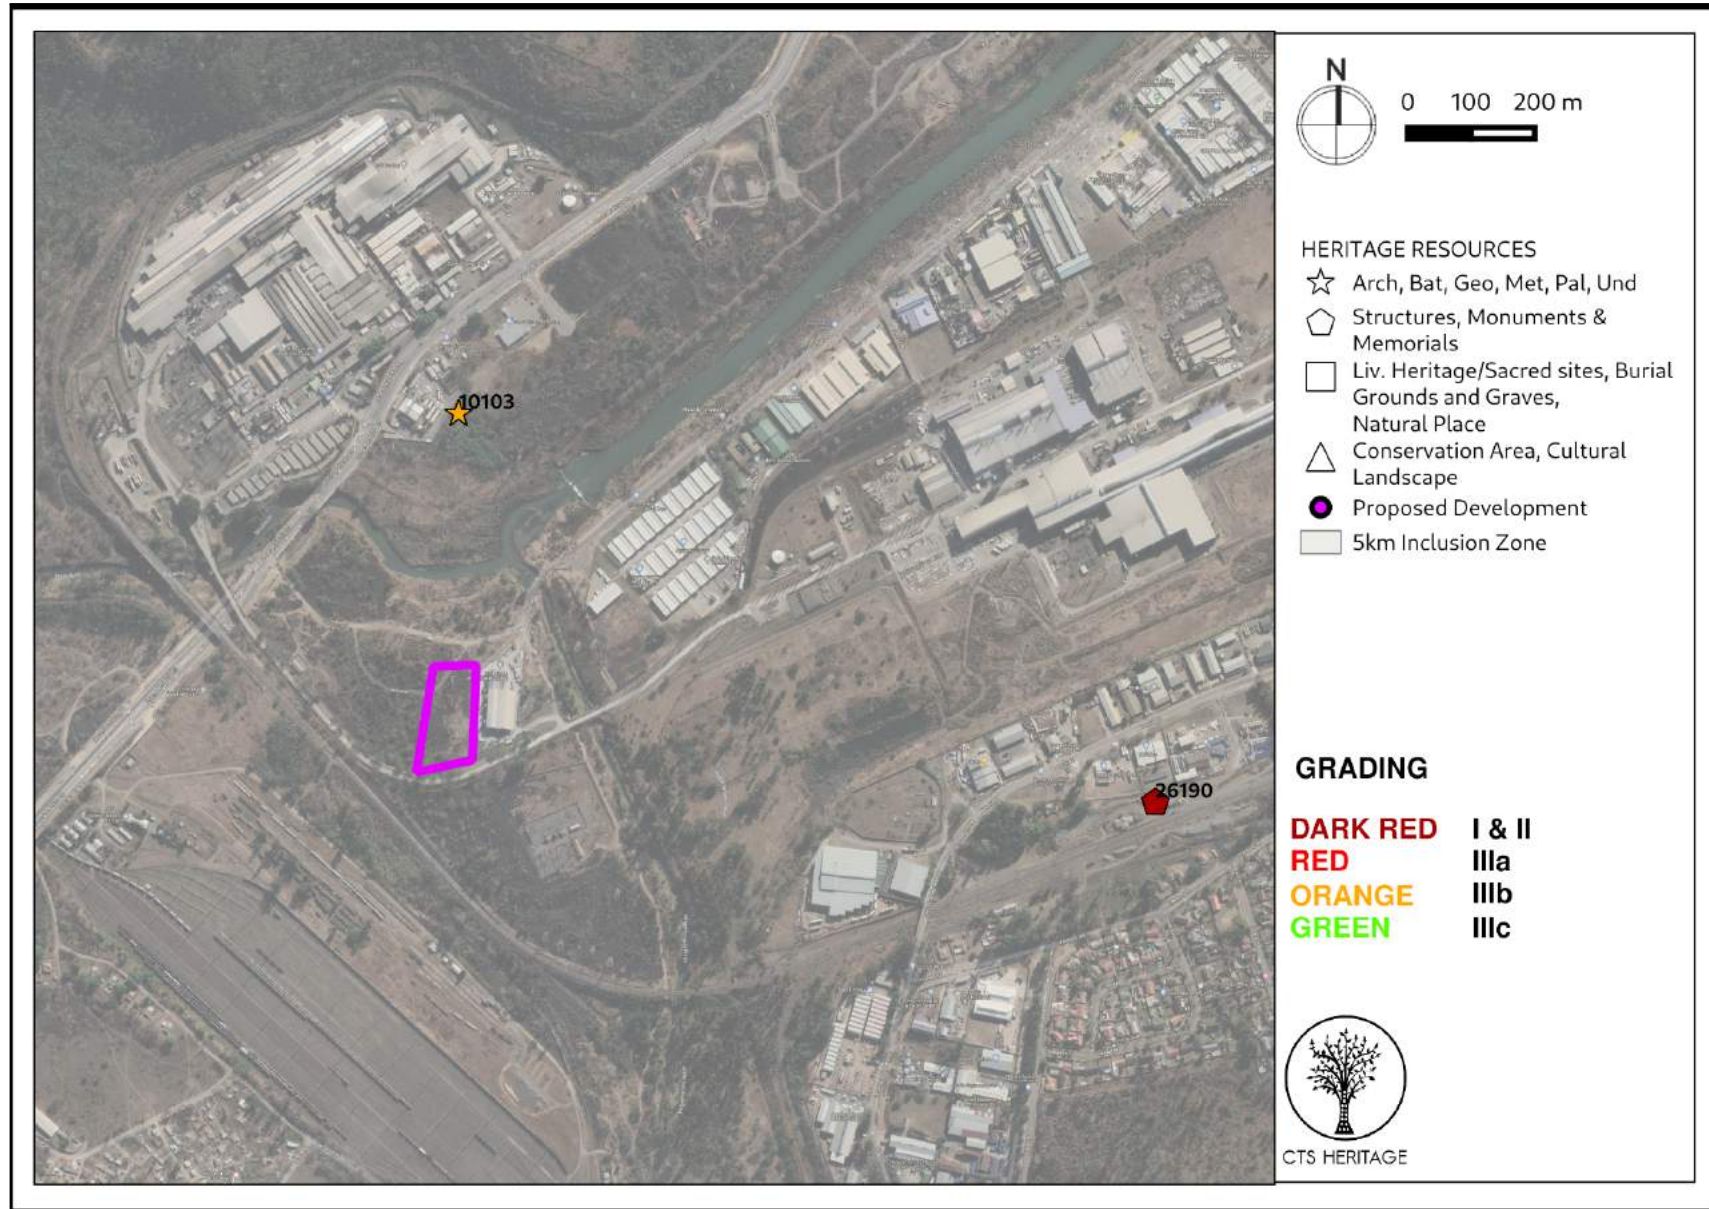 N
0 100 200 m
HERITAGE RESOURCES
Arch, Bat, Geo, Met, Pal, Und
Structures, Monuments &
Memorials
Liv. Heritage/Sacred sites, Burial
Grounds and Graves,
Natural Place
Conservation Area, Cultural
Landscape
Proposed Development
5km Inclusion Zone
10103
26190
GRADING
DARK RED I & II
RED IIIa
ORANGE IIIb
GREEN IIIc
CTS HERITAGE